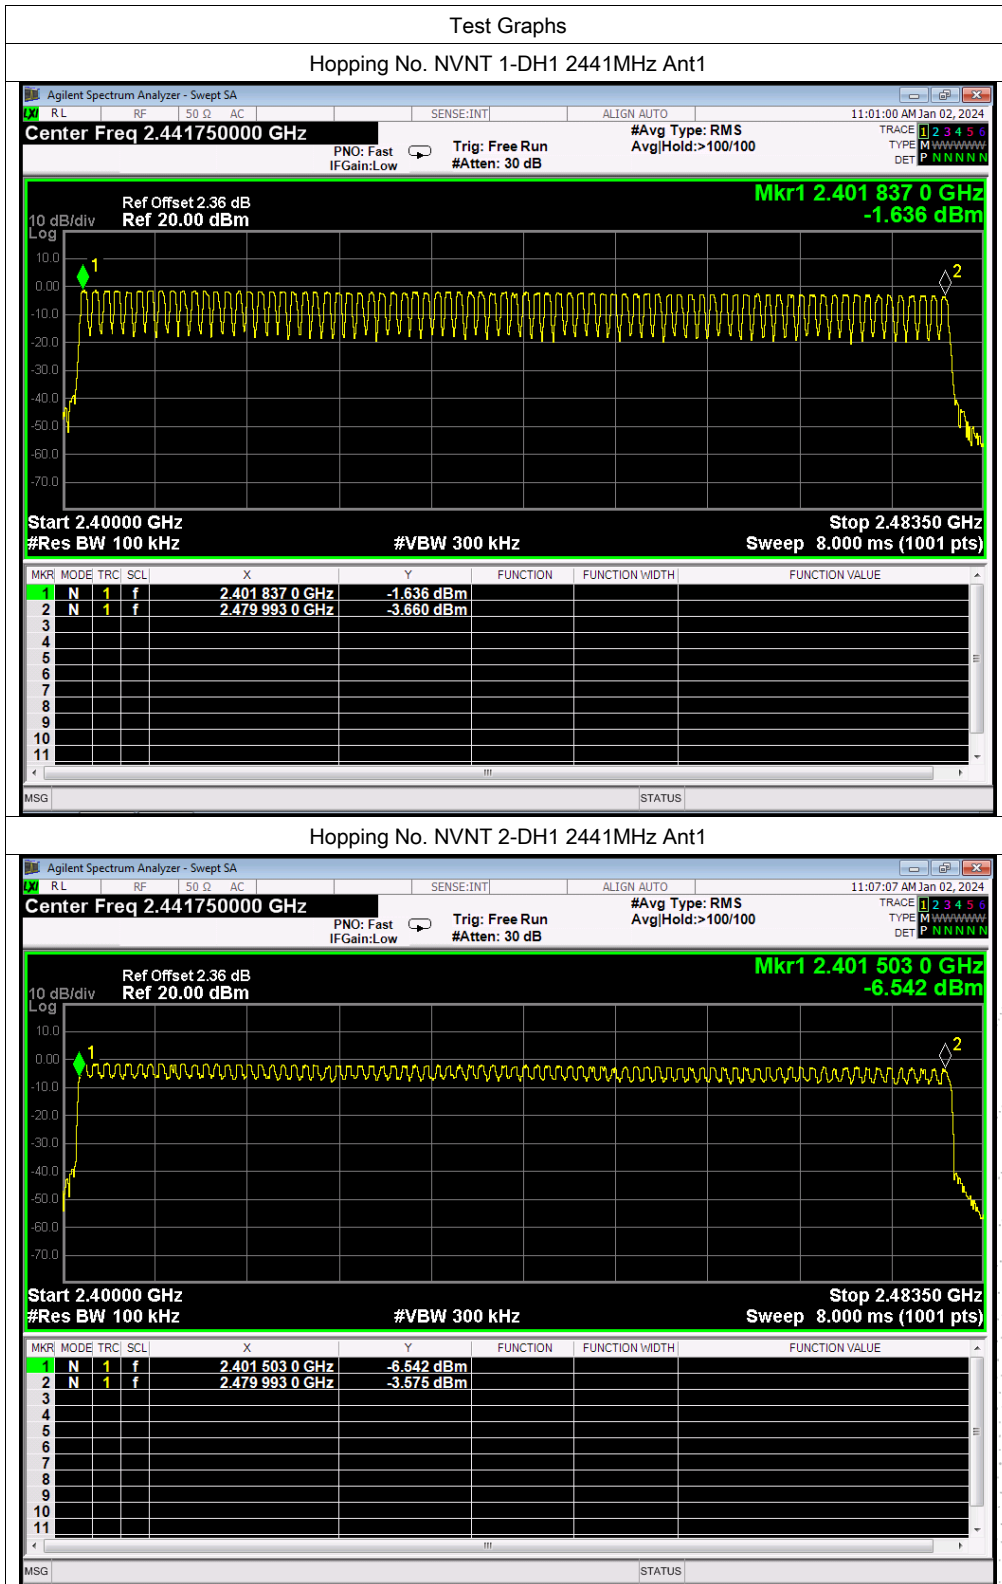 Test Graphs
Hopping No. NVNT 1-DH1 2441MHz Ant1
Agilent Spectrum Analyzer - Swept SA
LXI RL RF 50 Ω AC SENSE:INT ALIGN AUTO 11:01:00 AM Jan 02, 2024
Center Freq 2.441750000 GHz #Avg Type: RMS TRACE 1 2 3 4 5 6
PNO: Fast Trig: Free Run Avg|Hold:>100/100 TYPE M WWWWW
IFGain:Low #Atten: 30 dB DET P N N N N N
Mkr1 2.401 837 0 GHz
Ref Offset 2.36 dB
10 dB/div Ref 20.00 dBm -1.636 dBm
Log
10.0
1
2
0.00
-10.0
-20.0
-30.0
-40.0
-50.0
-60.0
-70.0
Start 2.40000 GHz Stop 2.48350 GHz
#Res BW 100 kHz #VBW 300 kHz Sweep 8.000 ms (1001 pts)
MKR MODE TRC SCL X Y FUNCTION FUNCTION WIDTH FUNCTION VALUE
1 N 1 f 2.401 837 0 GHz -1.636 dBm
2 N 1 f 2.479 993 0 GHz -3.660 dBm
3
4
5
6
7
8
9
10
11
MSG STATUS
Hopping No. NVNT 2-DH1 2441MHz Ant1
Agilent Spectrum Analyzer - Swept SA
LXI RL RF 50 Ω AC SENSE:INT ALIGN AUTO 11:07:07 AM Jan 02, 2024
Center Freq 2.441750000 GHz #Avg Type: RMS TRACE 1 2 3 4 5 6
PNO: Fast Trig: Free Run Avg|Hold:>100/100 TYPE M WWWWW
IFGain:Low #Atten: 30 dB DET P N N N N N
Mkr1 2.401 503 0 GHz
Ref Offset 2.36 dB
10 dB/div Ref 20.00 dBm -6.542 dBm
Log
10.0
1
2
0.00
-10.0
-20.0
-30.0
-40.0
-50.0
-60.0
-70.0
Start 2.40000 GHz Stop 2.48350 GHz
#Res BW 100 kHz #VBW 300 kHz Sweep 8.000 ms (1001 pts)
MKR MODE TRC SCL X Y FUNCTION FUNCTION WIDTH FUNCTION VALUE
1 N 1 f 2.401 503 0 GHz -6.542 dBm
2 N 1 f 2.479 993 0 GHz -3.575 dBm
3
4
5
6
7
8
9
10
11
MSG STATUS